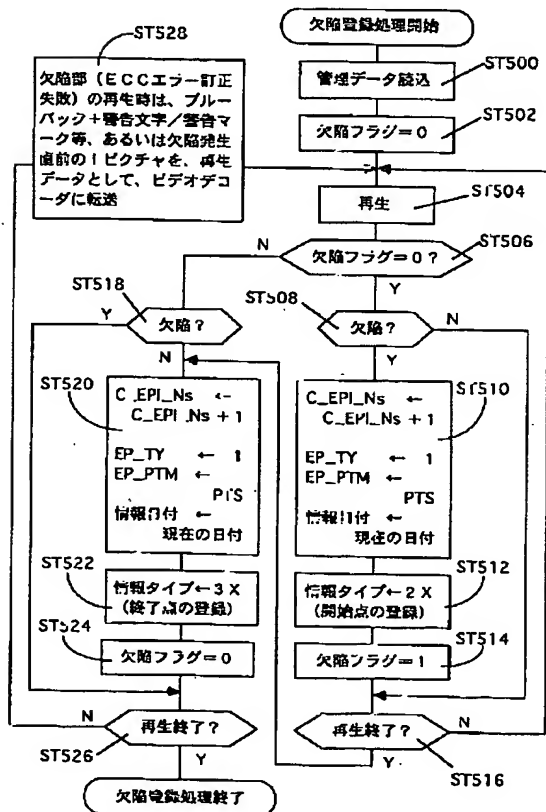 欠陥登録処理開始
ST528
ST500
管理データ読込
ST502
欠陥フラグ=0
欠陥部(ECCエラー訂正
失敗)の再生時は、ブルー
バック+警告文字/警告マ
ーク等、あるいは欠陥発生
直前のIピクチャを、再生
データとして、ビデオデコ
ーダに転送
ST504
再生
ST506
欠陥フラグ=0?
N
Y
ST518
欠陥?
Y
N
ST508
欠陥?
N
Y
ST520
C_EPI_Ns ←
C_EPI_Ns + 1
EP_TY ← 1
EP_PTM ←
PTS
情報日付 ←
現在の日付
ST510
C_EPI_Ns ←
C_EPI_Ns + 1
EP_TY ← 1
EP_PTM ←
PTS
情報日付 ←
現在の日付
ST522
情報タイプ←3X
(終了点の登録)
ST512
情報タイプ←2X
(開始点の登録)
ST524
欠陥フラグ=0
ST514
欠陥フラグ=1
N
再生終了?
ST526
Y
再生終了?
N
Y
ST516
欠陥登録処理終了